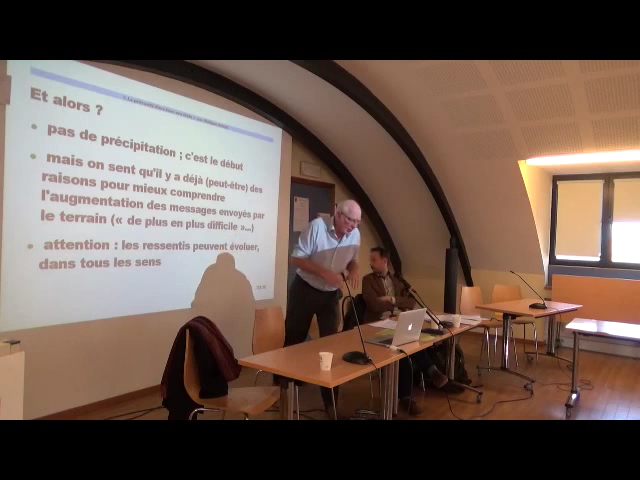 Et alors ?
• pas de précipitation ; c'est le début
• mais on sent qu'il y a déjà (peut-être) des
raisons pour mieux comprendre
l'augmentation des messages envoyés par
le terrain (« de plus en plus difficile »...)
• attention : les ressentis peuvent évoluer,
dans tous les sens